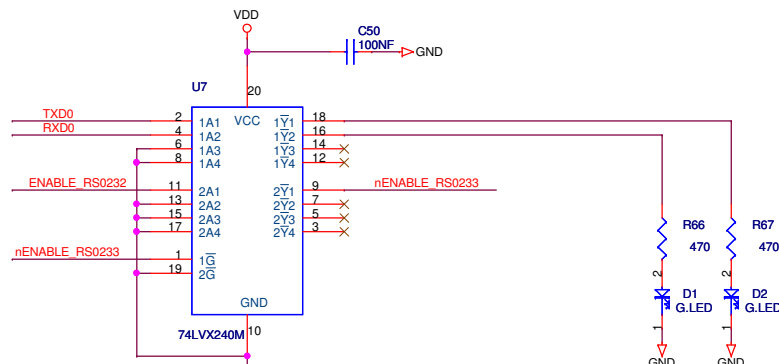 VDD
C50
100NF
GND
U7
20
VCC
TXD0 2 1A1 1Y1 18
RXD0 4 1A2 1Y2 16
6 1A3 1Y3 14
8 1A4 1Y4 12
ENABLE_RS0232 11 2A1 2Y1 9 nENABLE_RS0233
13 2A2 2Y2 7
15 2A3 2Y3 5
17 2A4 2Y4 3
nENABLE_RS0233 1 1G
19 2G
GND
74LVX240M 10
R66 R67
470 470
2 2
D1 D2
G.LED G.LED
1 1
GND GND